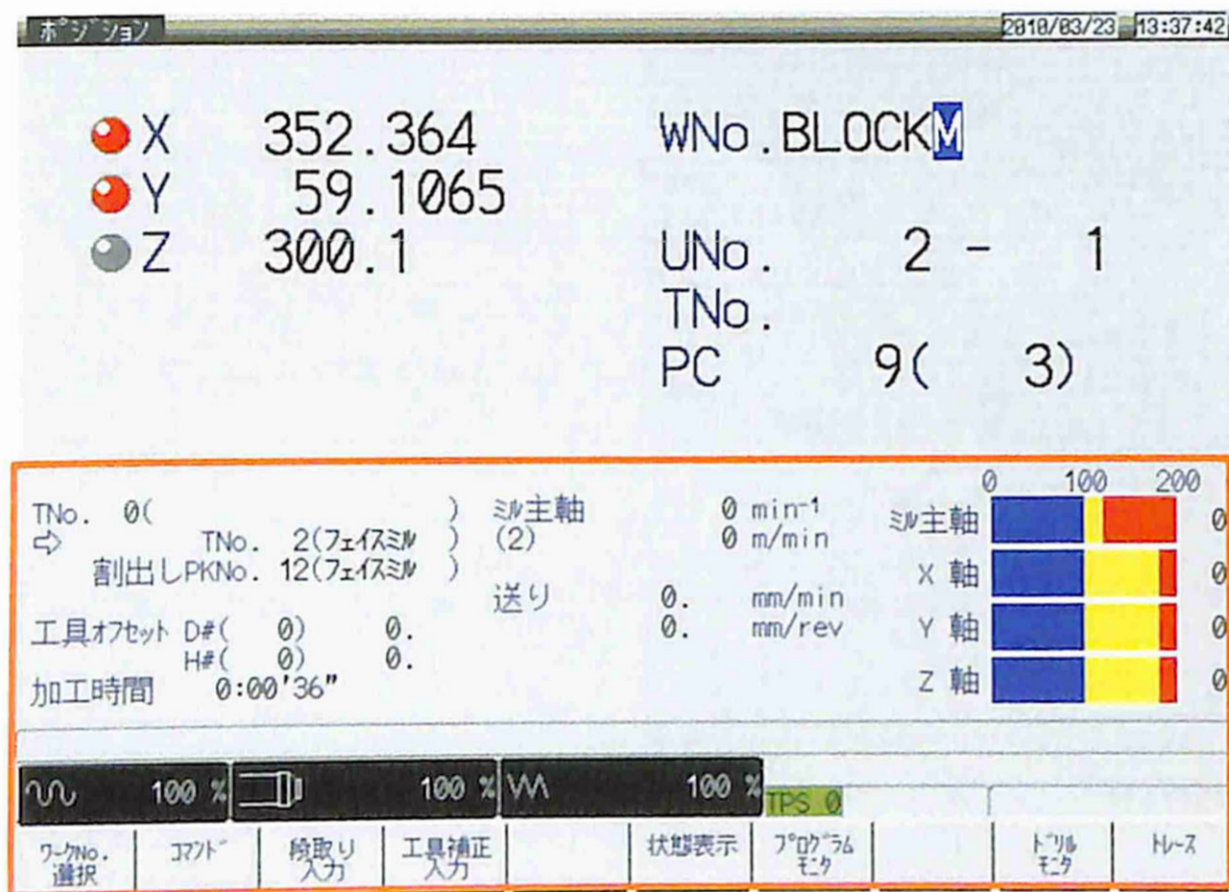 ポジション 2010/03/23 13:37:42
X 352.364 WNo.BLOCKM
Y 59.1065
Z 300.1 UNo. 2 - 1
TNo.
PC 9( 3)
0 100 200
TNo. 0( ) ミル主軸 0 min⁻¹ ミル主軸 0
⇨ TNo. 2(フェイスミル ) (2) 0 m/min
割出しPKNo. 12(フェイスミル ) X 軸 0
送り 0. mm/min
工具オフセット D#( 0) 0. 0. mm/rev Y 軸 0
H#( 0) 0.
加工時間 0:00'36" Z 軸 0
100 % 100 % 100 % TPS 0
ワークNo. コマンド 段取り 工具補正 状態表示 プログラム ドリル トレース
選択 入力 入力 モニタ モニタ